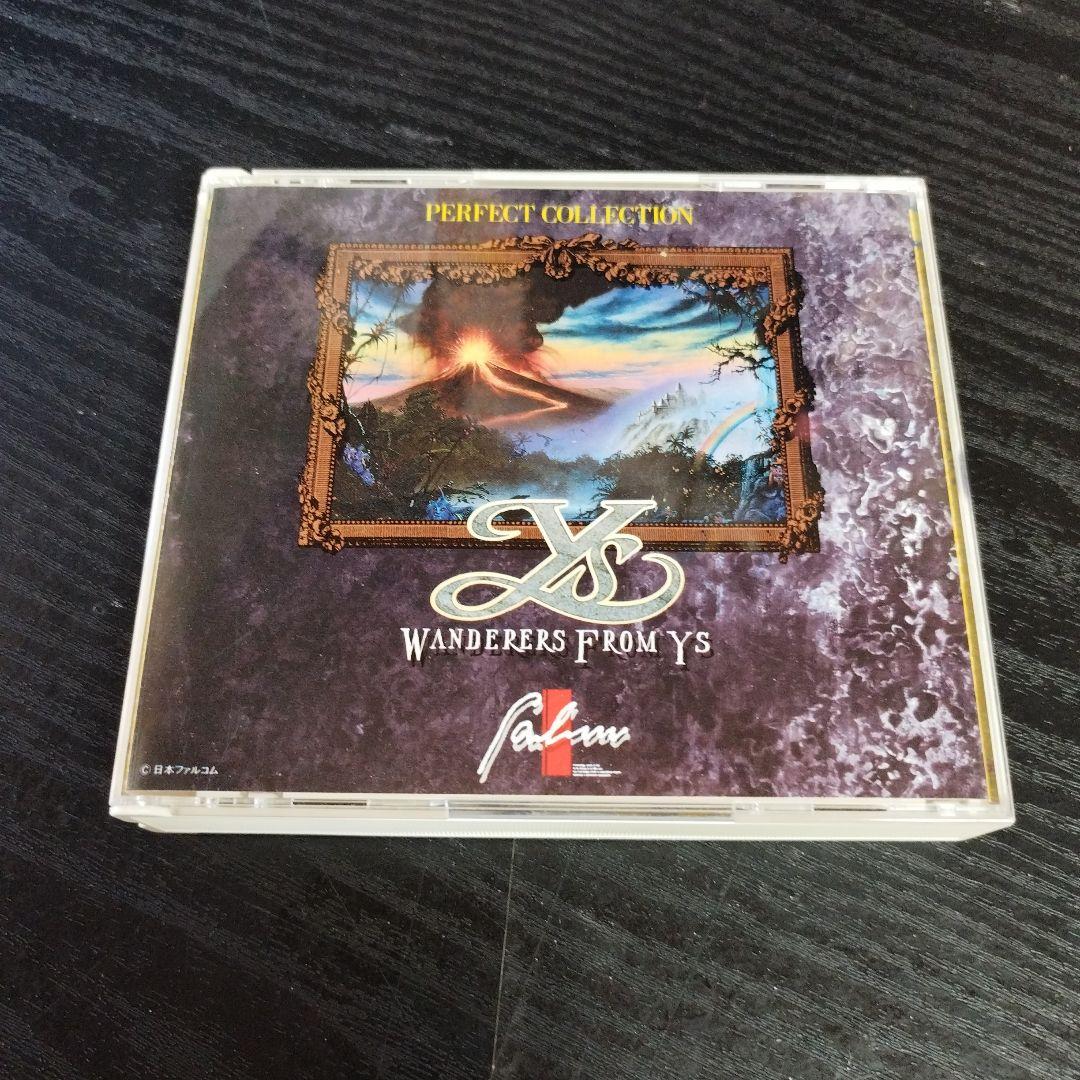 PERFECT COLLECTION
Ys
WANDERERS FROM YS
Falcom
© 日本ファルコム